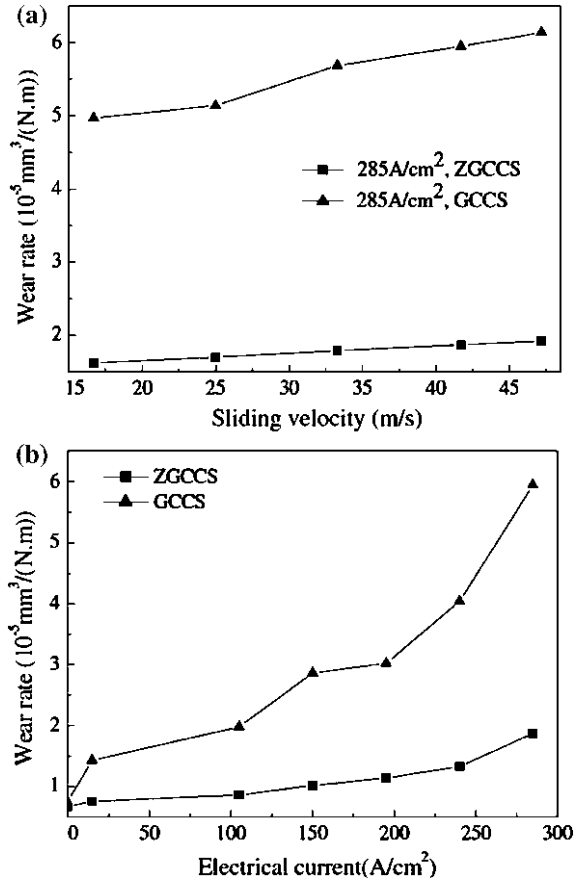 (a)
Wear rate (10⁻⁵mm³/(N.m))
6
5
4
3
2
285A/cm², ZGCCS
285A/cm², GCCS
15 20 25 30 35 40 45
Sliding velocity (m/s)
(b)
Wear rate (10⁻⁵mm³/(N.m))
6
5
4
3
2
1
ZGCCS
GCCS
0 50 100 150 200 250 300
Electrical current(A/cm²)